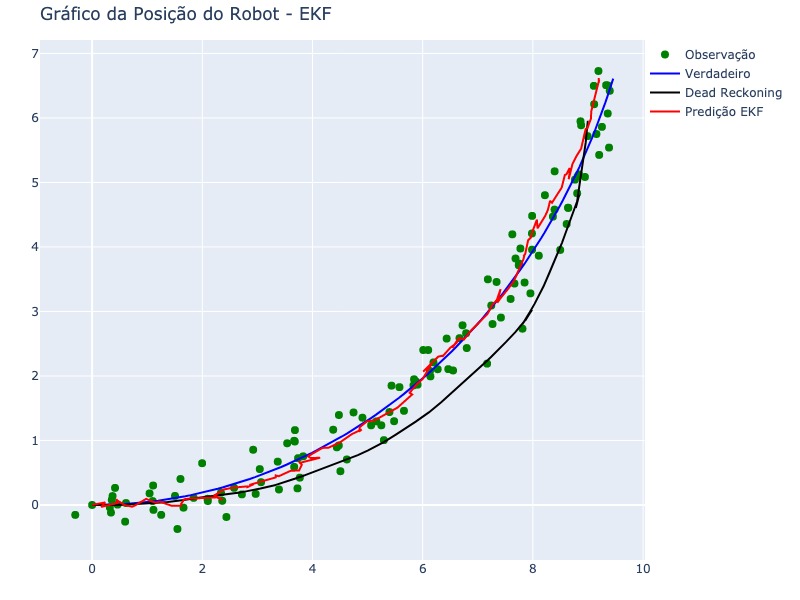 Gráfico da Posição do Robot - EKF
Observação
Verdadeiro
Dead Reckoning
Predição EKF
7
6
5
4
3
2
1
0
0 2 4 6 8 10